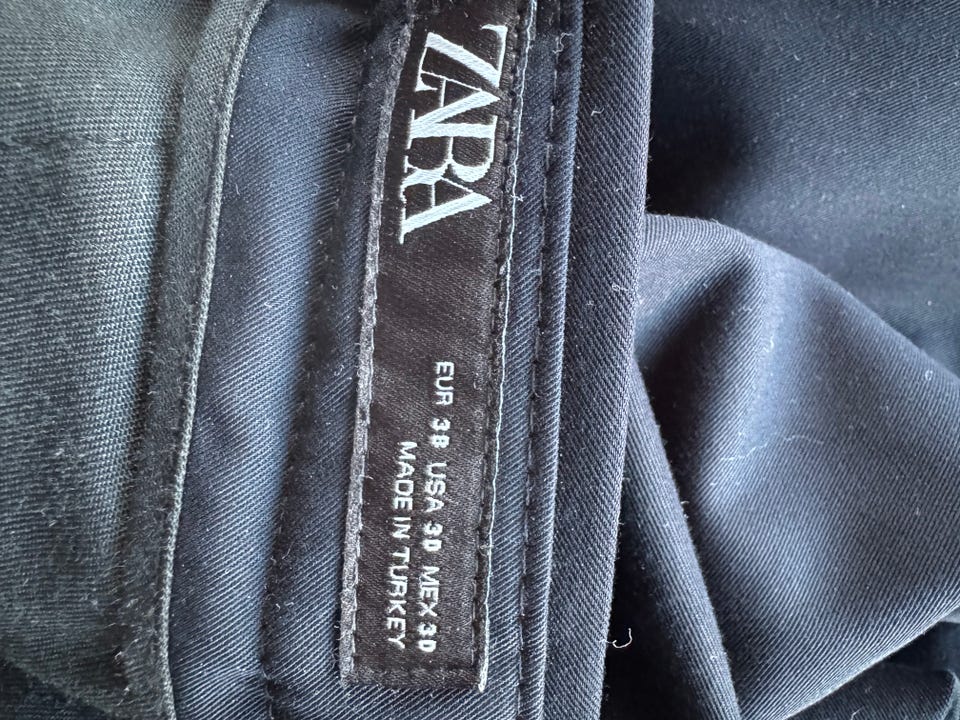 ZARA
EUR 38 USA 30 MEX 30
MADE IN TURKEY